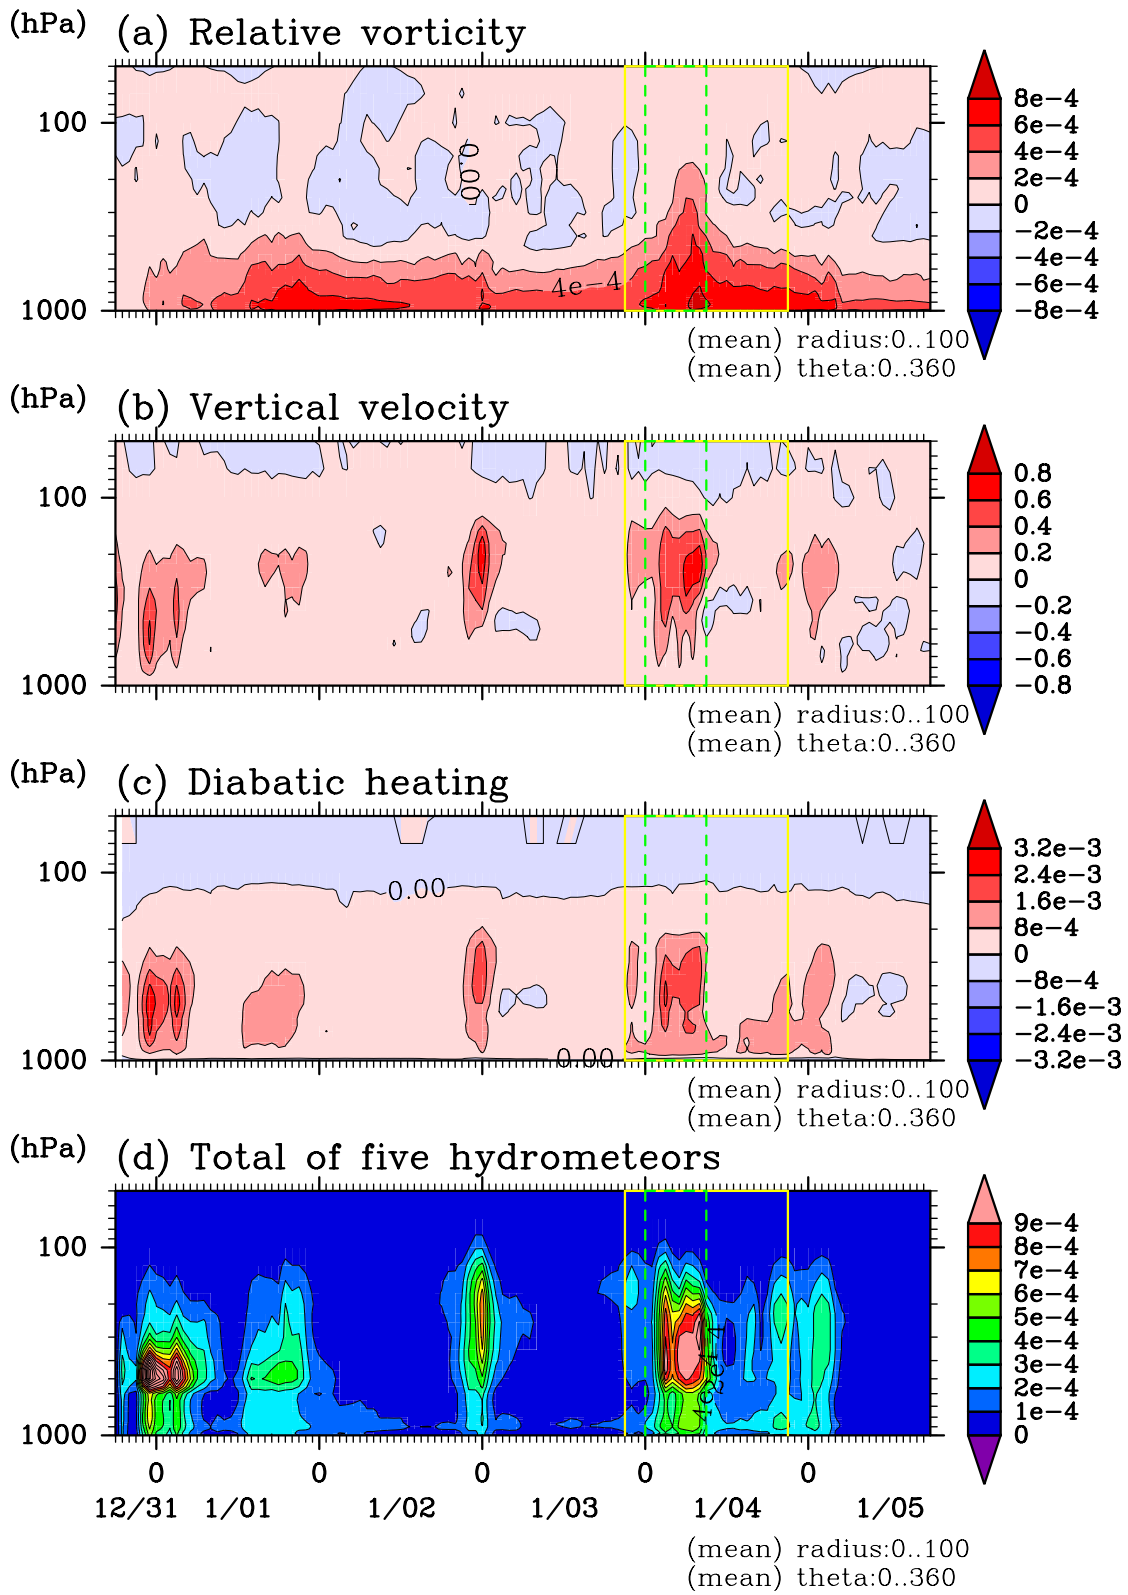 (hPa) (a) Relative vorticity
100
1000
0.00
4e-4
8e-4
6e-4
4e-4
2e-4
0
-2e-4
-4e-4
-6e-4
-8e-4
(mean) radius:0..100
(mean) theta:0..360
(hPa) (b) Vertical velocity
100
1000
0.8
0.6
0.4
0.2
0
-0.2
-0.4
-0.6
-0.8
(mean) radius:0..100
(mean) theta:0..360
(hPa) (c) Diabatic heating
100
1000
0.00
0.00
3.2e-3
2.4e-3
1.6e-3
8e-4
0
-8e-4
-1.6e-3
-2.4e-3
-3.2e-3
(mean) radius:0..100
(mean) theta:0..360
(hPa) (d) Total of five hydrometeors
100
1000
9e-4
8e-4
7e-4
6e-4
5e-4
4e-4
3e-4
2e-4
1e-4
0
0 0 0 0 0
12/31 1/01 1/02 1/03 1/04 1/05
(mean) radius:0..100
(mean) theta:0..360